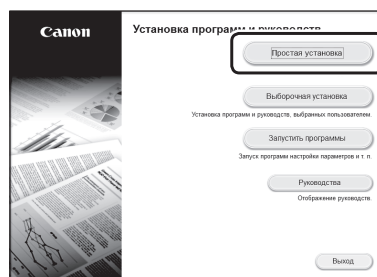 Canon
Установка программ и руководств
Простая установка
Выборочная установка
Установка программ и руководств, выбранных пользователем.
Запустить программы
Запуск программ настройки параметров и т. п.
Руководства
Отображение руководств.
Выход